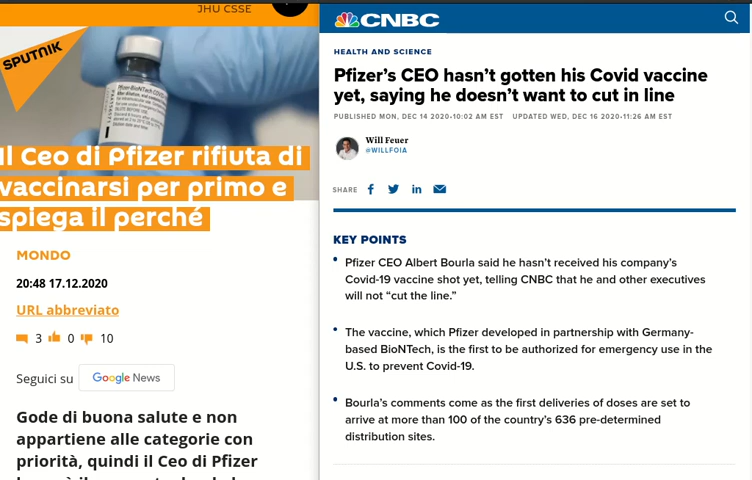 JHU CSSE
SPUTNIK
Pfizer-BioNTech
Il Ceo di Pfizer rifiuta di
vaccinarsi per primo e
spiega il perché
MONDO
20:48 17.12.2020
URL abbreviato
3 0 10
Seguici su Google News
Gode di buona salute e non
appartiene alle categorie con
priorità, quindi il Ceo di Pfizer
CNBC
HEALTH AND SCIENCE
Pfizer’s CEO hasn’t gotten his Covid vaccine
yet, saying he doesn’t want to cut in line
PUBLISHED MON, DEC 14 2020•10:02 AM EST UPDATED WED, DEC 16 2020•11:26 AM EST
Will Feuer
@WILLFOIA
SHARE f in
KEY POINTS
• Pfizer CEO Albert Bourla said he hasn’t received his company’s
Covid-19 vaccine shot yet, telling CNBC that he and other executives
will not “cut the line.”
• The vaccine, which Pfizer developed in partnership with Germany-
based BioNTech, is the first to be authorized for emergency use in the
U.S. to prevent Covid-19.
• Bourla’s comments come as the first deliveries of doses are set to
arrive at more than 100 of the country’s 636 pre-determined
distribution sites.